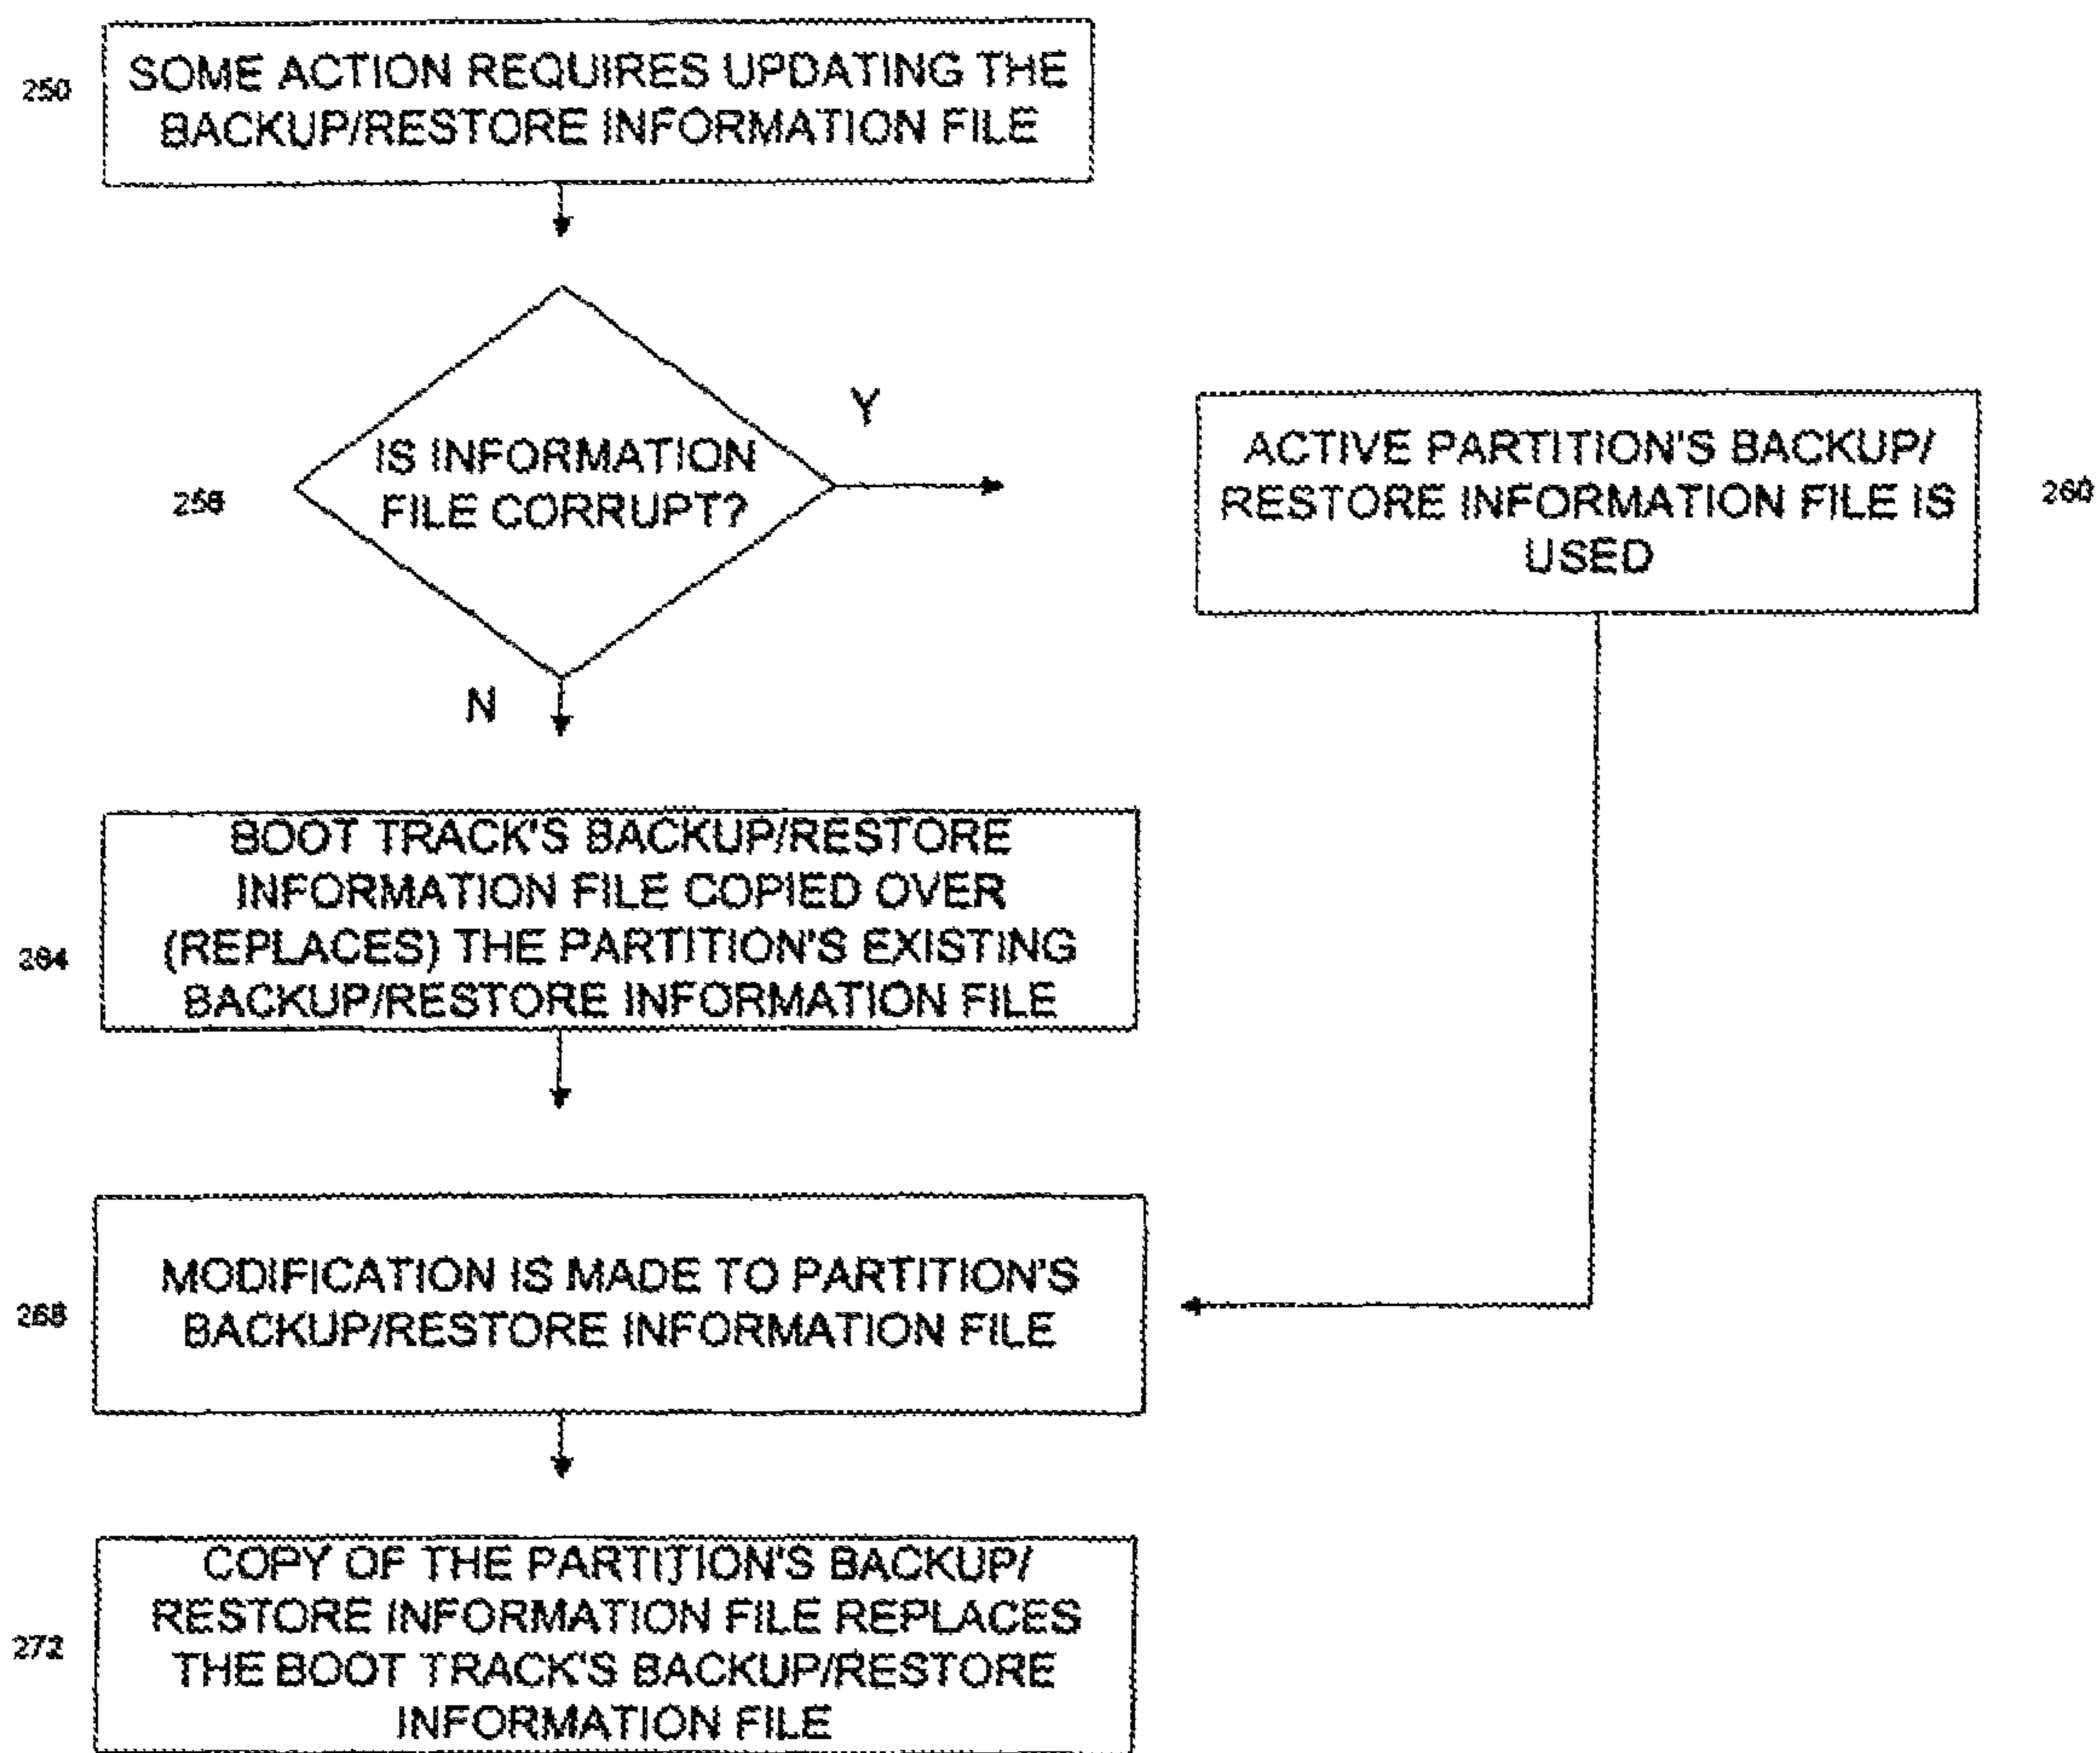 250
SOME ACTION REQUIRES UPDATING THE
BACKUP/RESTORE INFORMATION FILE
Y
IS INFORMATION
FILE CORRUPT?
ACTIVE PARTITION'S BACKUP/
RESTORE INFORMATION FILE IS
USED
260
N
BOOT TRACK'S BACKUP/RESTORE
INFORMATION FILE COPIED OVER
(REPLACES) THE PARTITION'S EXISTING
BACKUP/RESTORE INFORMATION FILE
264
MODIFICATION IS MADE TO PARTITION'S
BACKUP/RESTORE INFORMATION FILE
268
COPY OF THE PARTITION'S BACKUP/
RESTORE INFORMATION FILE REPLACES
THE BOOT TRACK'S BACKUP/RESTORE
INFORMATION FILE
272